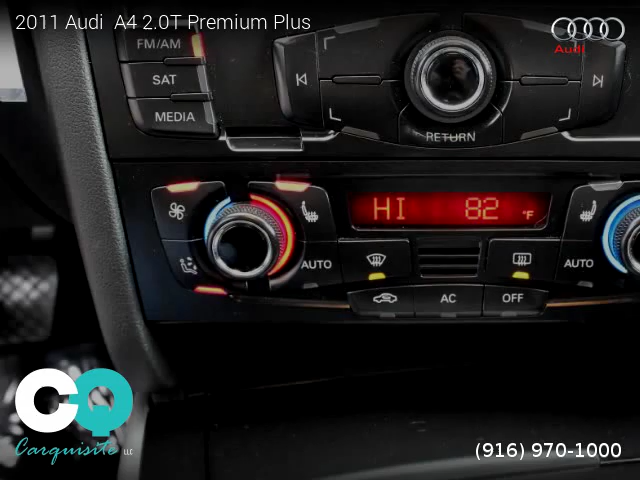 2011 Audi  A4 2.0T Premium Plus
Audi
FM/AM
SAT
MEDIA
RETURN
HI 82 °F
AUTO
AUTO
AC
OFF
CQ
Carquisite LLC
(916) 970-1000